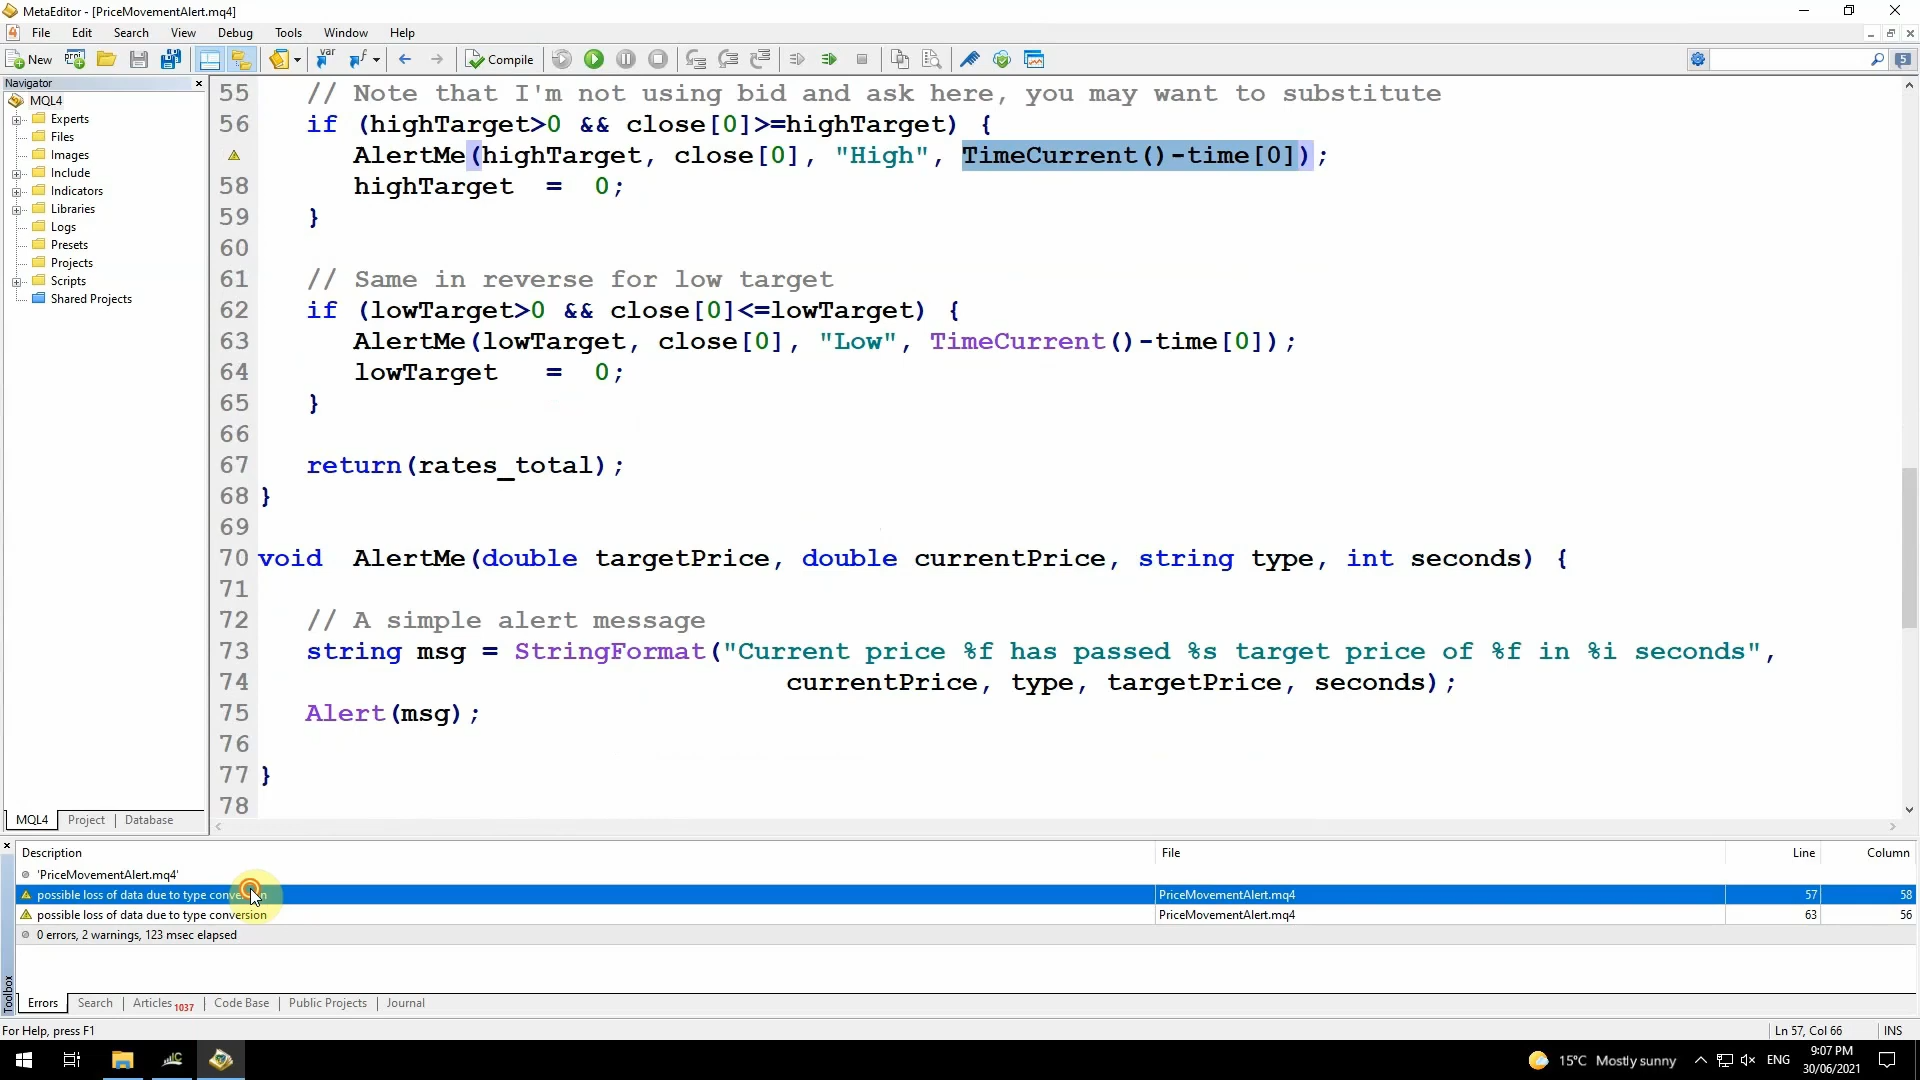 MetaEditor - [PriceMovementAlert.mq4]
File Edit Search View Debug Tools Window Help
New Compile 5
Navigator
MQL4
Experts
Files
Images
Include
Indicators
Libraries
Logs
Presets
Projects
Scripts
Shared Projects
MQL4 Project Database
55 // Note that I'm not using bid and ask here, you may want to substitute
56 if (highTarget>0 && close[0]>=highTarget) {
AlertMe(highTarget, close[0], "High", TimeCurrent()-time[0]);
58 highTarget = 0;
59 }
60
61 // Same in reverse for low target
62 if (lowTarget>0 && close[0]<=lowTarget) {
63 AlertMe(lowTarget, close[0], "Low", TimeCurrent()-time[0]);
64 lowTarget = 0;
65 }
66
67 return(rates_total);
68 }
69
70 void AlertMe(double targetPrice, double currentPrice, string type, int seconds) {
71
72 // A simple alert message
73 string msg = StringFormat("Current price %f has passed %s target price of %f in %i seconds",
74 currentPrice, type, targetPrice, seconds);
75 Alert(msg);
76
77 }
78
Description File Line Column
'PriceMovementAlert.mq4'
possible loss of data due to type conversion PriceMovementAlert.mq4 57 58
possible loss of data due to type conversion PriceMovementAlert.mq4 63 56
0 errors, 2 warnings, 123 msec elapsed
Toolbox
Errors Search Articles 1037 Code Base Public Projects Journal
For Help, press F1 Ln 57, Col 66 INS
15°C Mostly sunny ENG 9:07 PM
30/06/2021